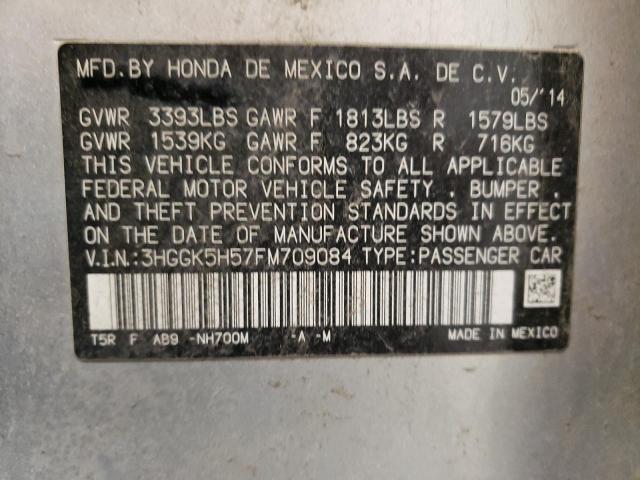 MFD.BY HONDA DE MEXICO S.A. DE C.V.
05/'14
GVWR 3393LBS GAWR F 1813LBS R 1579LBS
GVWR 1539KG GAWR F 823KG R 716KG
THIS VEHICLE CONFORMS TO ALL APPLICABLE
FEDERAL MOTOR VEHICLE SAFETY . BUMPER .
AND THEFT PREVENTION STANDARDS IN EFFECT
ON THE DATE OF MANUFACTURE SHOWN ABOVE.
V.I.N.:3HGGK5H57FM709084 TYPE:PASSENGER CAR
T5R F AB9 -NH700M -A -M MADE IN MEXICO